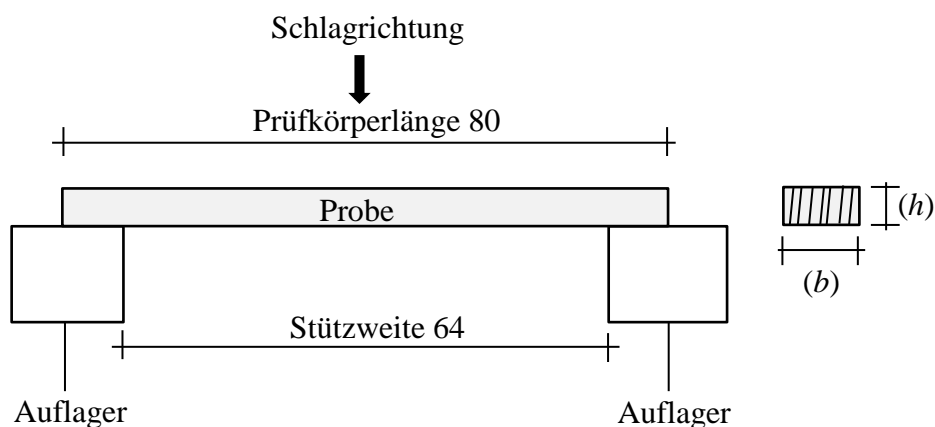 Schlagrichtung
Prüfkörperlänge 80
Probe
(h)
(b)
Stützweite 64
Auflager
Auflager